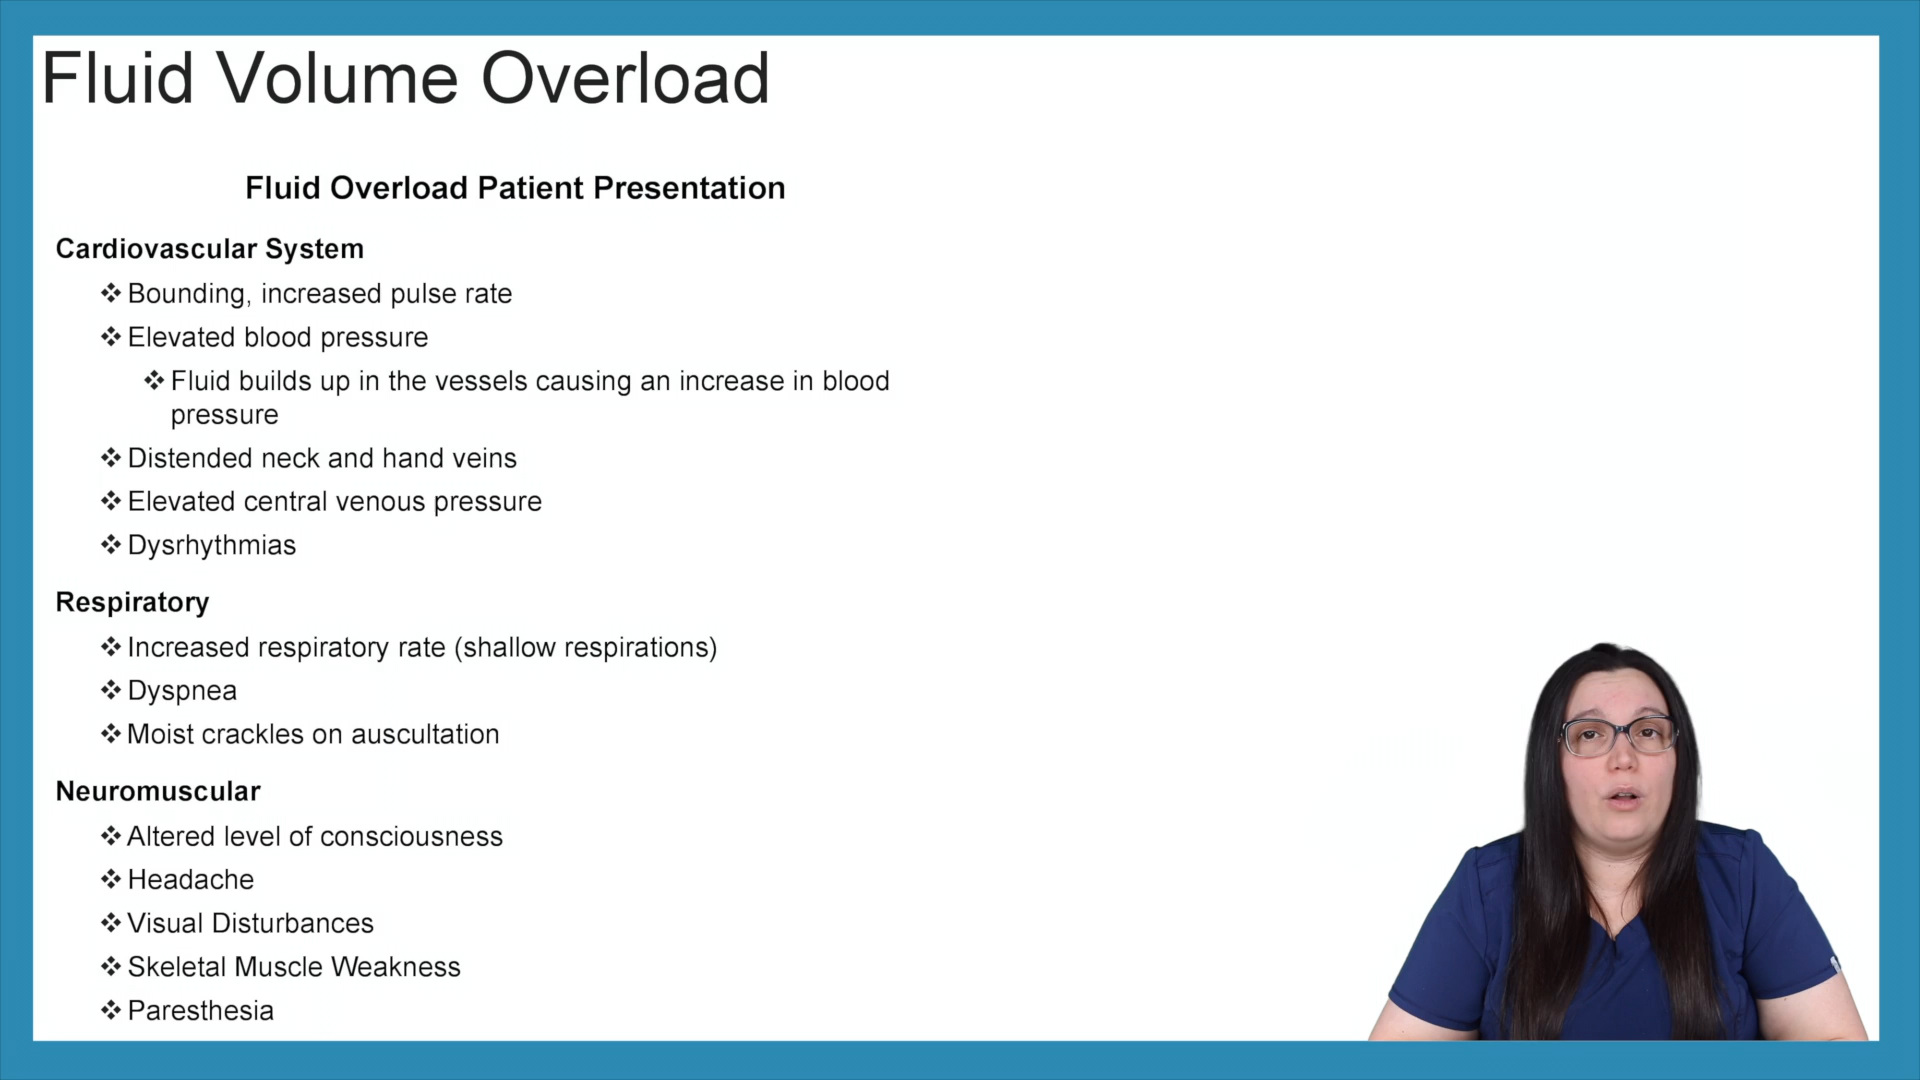 Fluid Volume Overload
Fluid Overload Patient Presentation
Cardiovascular System
❖ Bounding, increased pulse rate
❖ Elevated blood pressure
❖ Fluid builds up in the vessels causing an increase in blood
pressure
❖ Distended neck and hand veins
❖ Elevated central venous pressure
❖ Dysrhythmias
Respiratory
❖ Increased respiratory rate (shallow respirations)
❖ Dyspnea
❖ Moist crackles on auscultation
Neuromuscular
❖ Altered level of consciousness
❖ Headache
❖ Visual Disturbances
❖ Skeletal Muscle Weakness
❖ Paresthesia